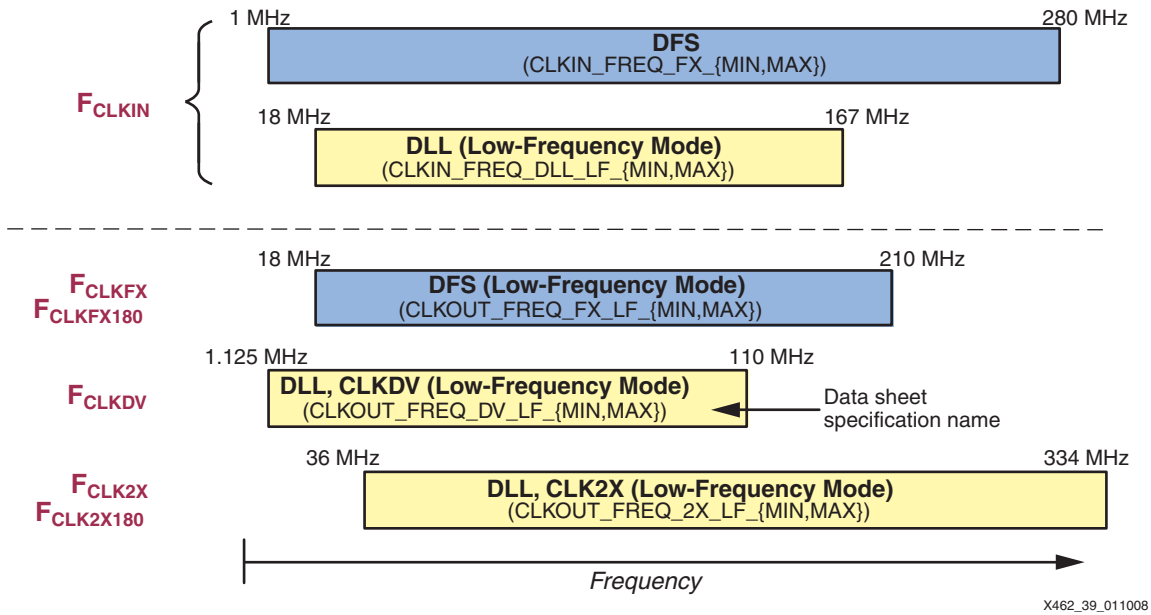 1 MHz 280 MHz
DFS
(CLKIN_FREQ_FX_{MIN,MAX})
FCLKIN
18 MHz 167 MHz
DLL (Low-Frequency Mode)
(CLKIN_FREQ_DLL_LF_{MIN,MAX})
18 MHz 210 MHz
FCLKFX
FCLKFX180
DFS (Low-Frequency Mode)
(CLKOUT_FREQ_FX_LF_{MIN,MAX})
1.125 MHz 110 MHz
FCLKDV
DLL, CLKDV (Low-Frequency Mode)
(CLKOUT_FREQ_DV_LF_{MIN,MAX})
Data sheet
specification name
36 MHz 334 MHz
FCLK2X
FCLK2X180
DLL, CLK2X (Low-Frequency Mode)
(CLKOUT_FREQ_2X_LF_{MIN,MAX})
Frequency
X462_39_011008